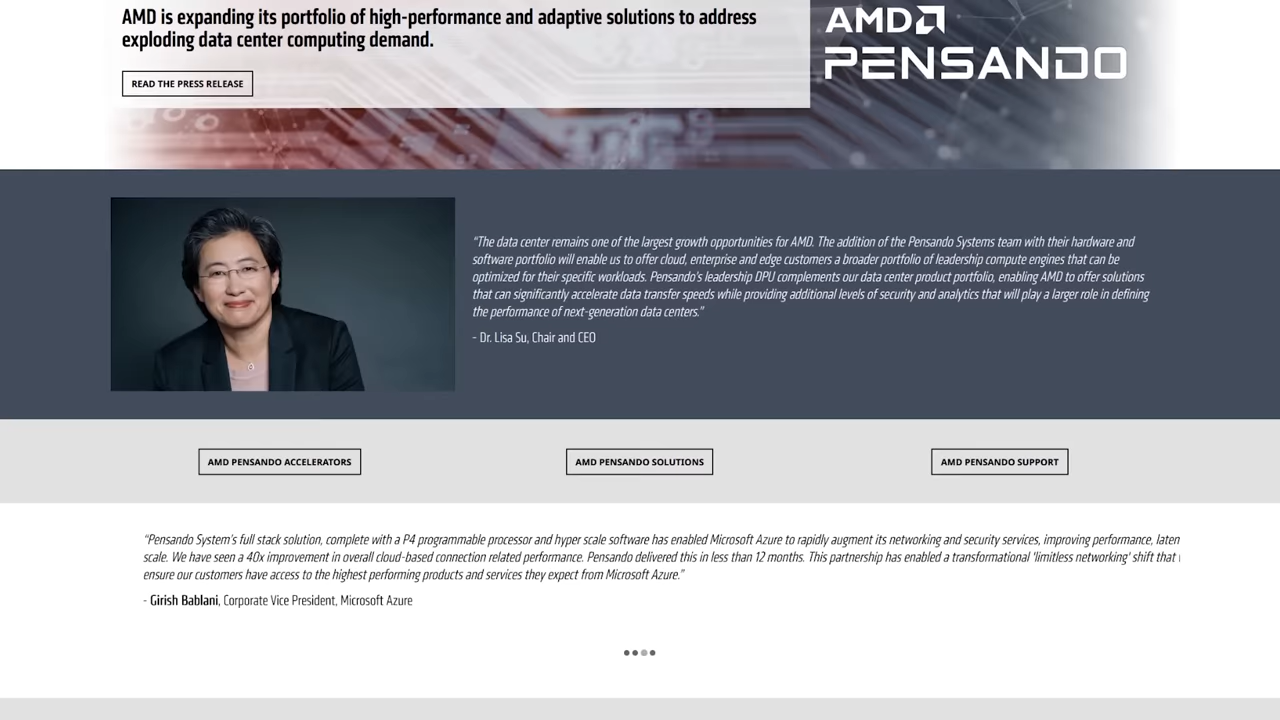 AMD is expanding its portfolio of high-performance and adaptive solutions to address
exploding data center computing demand.
READ THE PRESS RELEASE
AMD
PENSANDO
“The data center remains one of the largest growth opportunities for AMD. The addition of the Pensando Systems team with their hardware and
software portfolio will enable us to offer cloud, enterprise and edge customers a broader portfolio of leadership compute engines that can be
optimized for their specific workloads. Pensando’s leadership DPU complements our data center product portfolio, enabling AMD to offer solutions
that can significantly accelerate data transfer speeds while providing additional levels of security and analytics that will play a larger role in defining
the performance of next-generation data centers.”
- Dr. Lisa Su, Chair and CEO
AMD PENSANDO ACCELERATORS
AMD PENSANDO SOLUTIONS
AMD PENSANDO SUPPORT
“Pensando System’s full stack solution, complete with a P4 programmable processor and hyper scale software has enabled Microsoft Azure to rapidly augment its networking and security services, improving performance, laten
scale. We have seen a 40x improvement in overall cloud-based connection related performance. Pensando delivered this in less than 12 months. This partnership has enabled a transformational 'limitless networking' shift that
ensure our customers have access to the highest performing products and services they expect from Microsoft Azure.”
- Girish Bablani, Corporate Vice President, Microsoft Azure